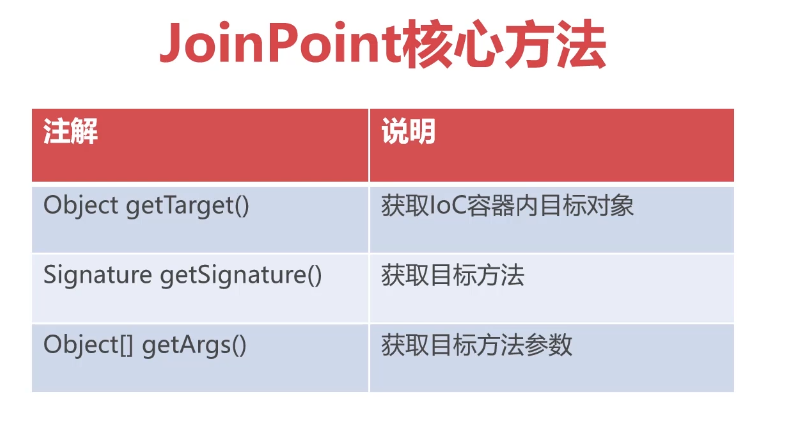 JoinPoint核心方法
注解 说明
Object getTarget() 获取IoC容器内目标对象
Signature getSignature() 获取目标方法
Object[] getArgs() 获取目标方法参数